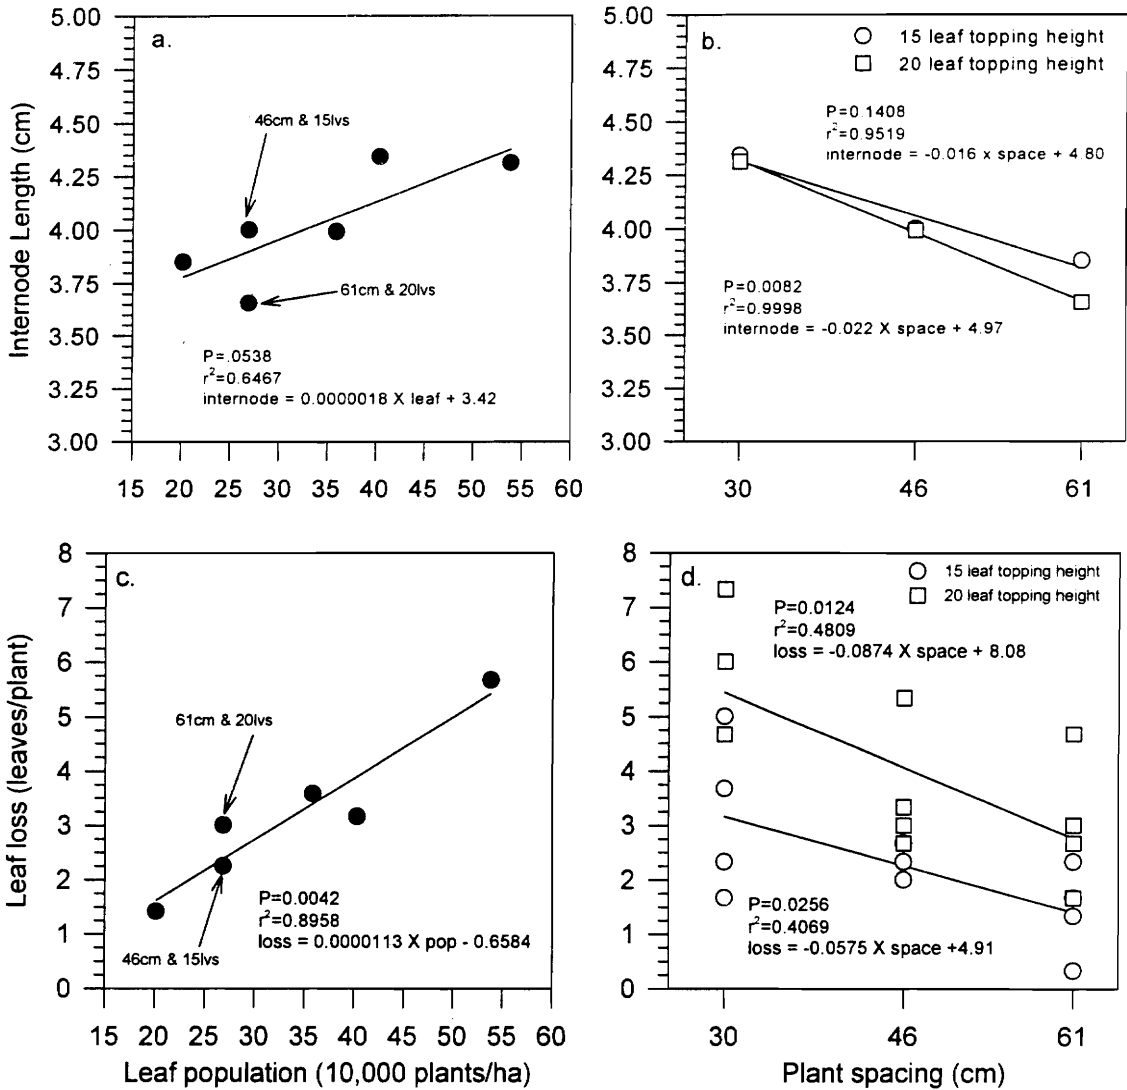 a.
Internode Length (cm)
5.00
4.75
4.50
4.25
4.00
3.75
3.50
3.25
3.00
46cm & 15lvs
61cm & 20lvs
P=.0538
r²=0.6467
internode = 0.0000018 X leaf + 3.42
15 20 25 30 35 40 45 50 55 60
b.
15 leaf topping height
20 leaf topping height
5.00
4.75
4.50
4.25
4.00
3.75
3.50
3.25
3.00
P=0.1408
r²=0.9519
internode = -0.016 x space + 4.80
P=0.0082
r²=0.9998
internode = -0.022 X space + 4.97
30 46 61
c.
Leaf loss (leaves/plant)
8
7
6
5
4
3
2
1
0
61cm & 20lvs
46cm & 15lvs
P=0.0042
r²=0.8958
loss = 0.0000113 X pop - 0.6584
15 20 25 30 35 40 45 50 55 60
Leaf population (10,000 plants/ha)
d.
15 leaf topping height
20 leaf topping height
8
7
6
5
4
3
2
1
0
P=0.0124
r²=0.4809
loss = -0.0874 X space + 8.08
P=0.0256
r²=0.4069
loss = -0.0575 X space +4.91
30 46 61
Plant spacing (cm)